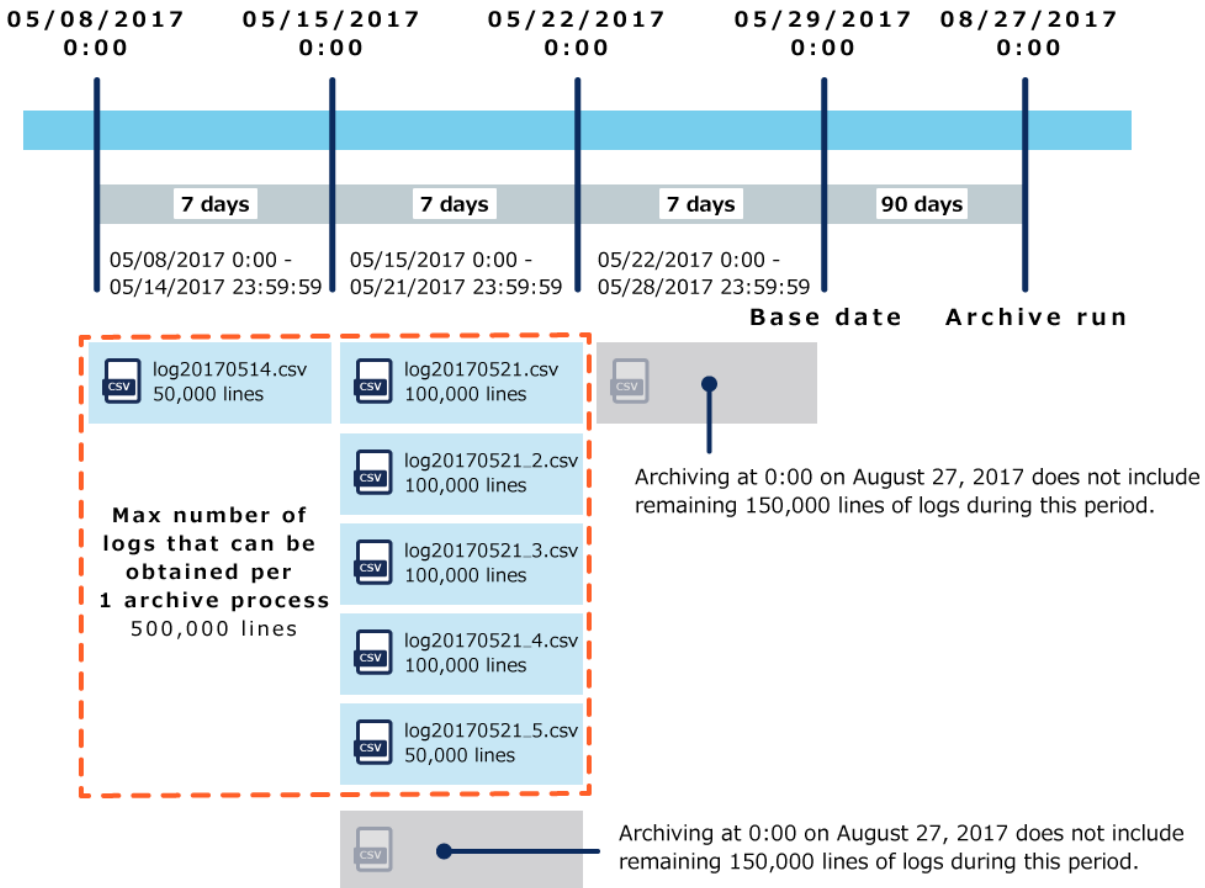 05/08/2017 05/15/2017 05/22/2017 05/29/2017 08/27/2017
0:00 0:00 0:00 0:00 0:00
7 days 7 days 7 days 90 days
05/08/2017 0:00 -
05/14/2017 23:59:59
05/15/2017 0:00 -
05/21/2017 23:59:59
05/22/2017 0:00 -
05/28/2017 23:59:59
Base date Archive run
CSV
log20170514.csv
50,000 lines
CSV
log20170521.csv
100,000 lines
CSV
Archiving at 0:00 on August 27, 2017 does not include
remaining 150,000 lines of logs during this period.
CSV
log20170521_2.csv
100,000 lines
Max number of
logs that can be
obtained per
1 archive process
500,000 lines
CSV
log20170521_3.csv
100,000 lines
CSV
log20170521_4.csv
100,000 lines
CSV
log20170521_5.csv
50,000 lines
CSV
Archiving at 0:00 on August 27, 2017 does not include
remaining 150,000 lines of logs during this period.